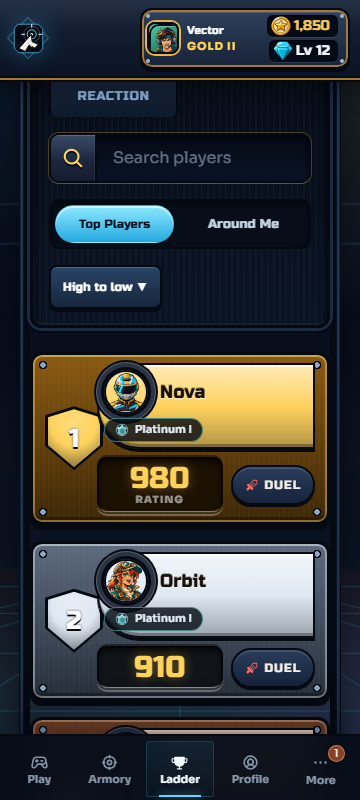 Vector
GOLD II
1,850
Lv 12
REACTION
Search players
Top Players
Around Me
High to low ▼
Nova
1
Platinum I
980
RATING
DUEL
Orbit
2
Platinum I
910
DUEL
Play
Armory
Ladder
Profile
1
More